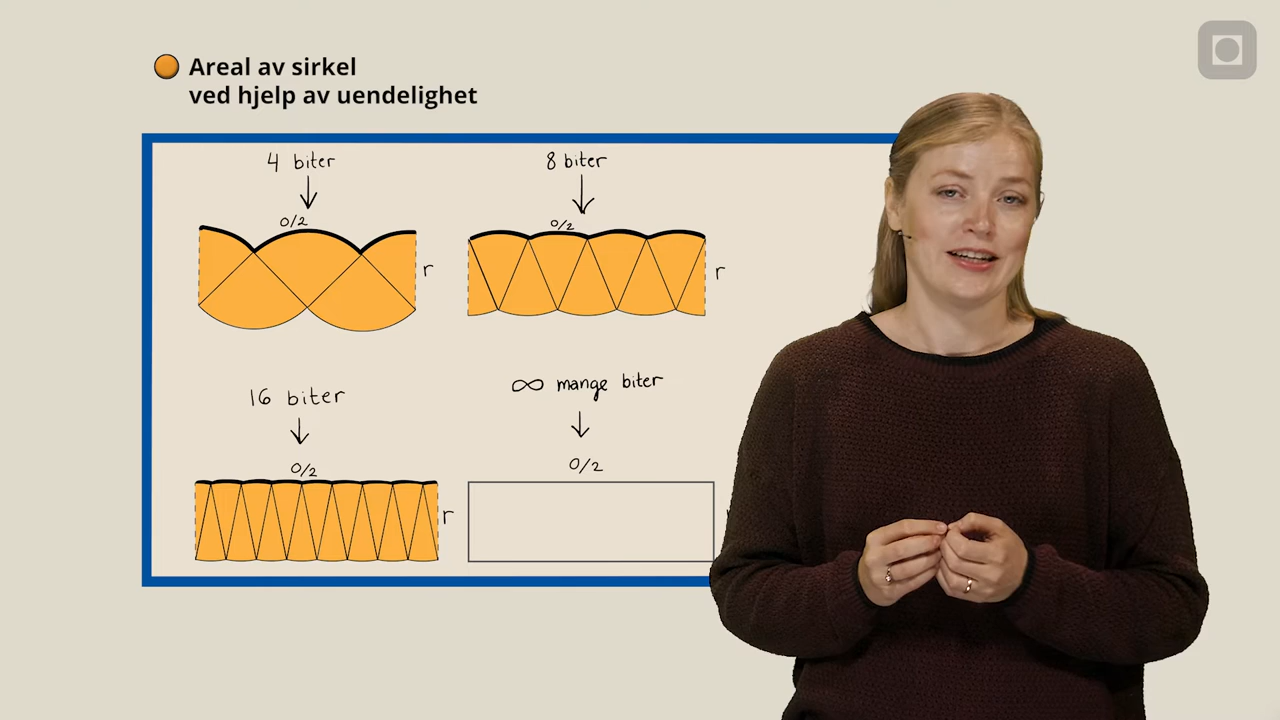 Areal av sirkel
ved hjelp av uendelighet
4 biter
O/2
r
8 biter
O/2
r
16 biter
O/2
r
∞ mange biter
O/2